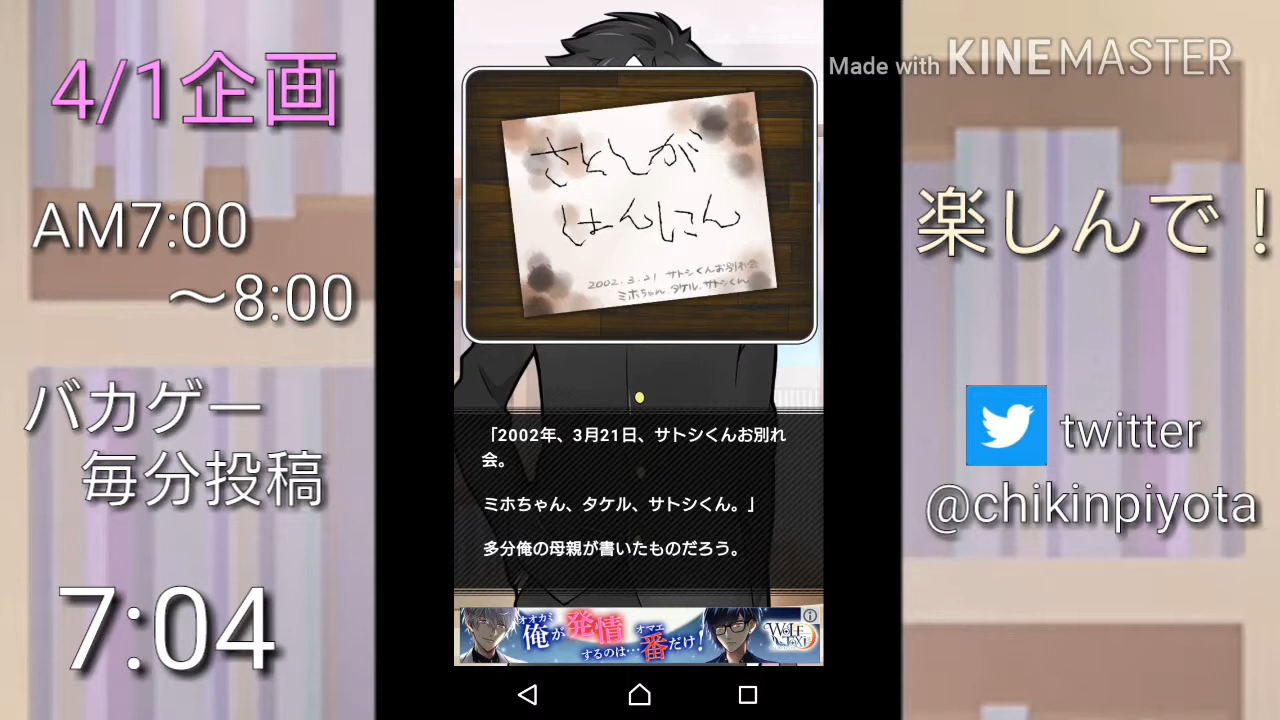 4/1企画
AM7:00
～8:00
バカゲー
毎分投稿
7:04
さとしが
はんにん
2002.3.21 サトシくんお別れ会
ミホちゃん タケル サトシくん
「2002年、3月21日、サトシくんお別れ
会。
ミホちゃん、タケル、サトシくん。」
多分俺の母親が書いたものだろう。
オオカミ
俺が発情
するのは…
オマエ
一番だけ!
WOLF
Made with KINEMASTER
楽しんで！
twitter
@chikinpiyota